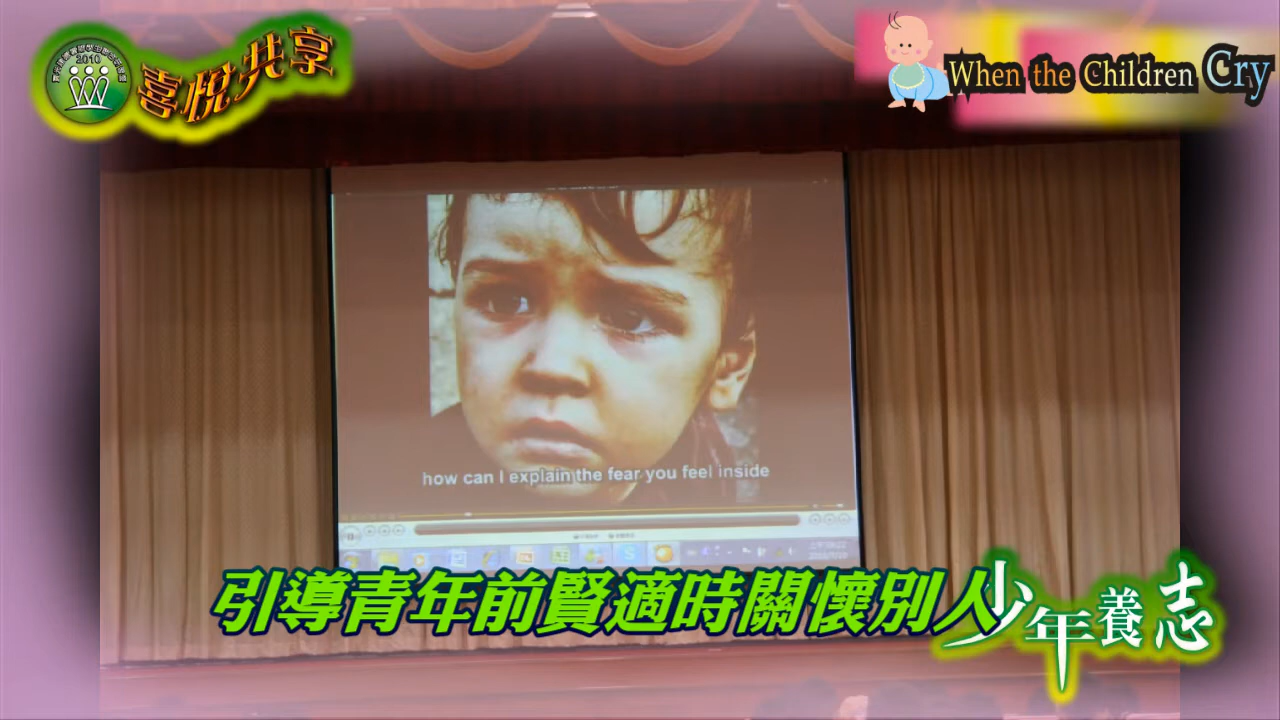 2010
喜悅共享
When the Children Cry
how can I explain the fear you feel inside
引導青年前賢適時關懷別人
少年養志